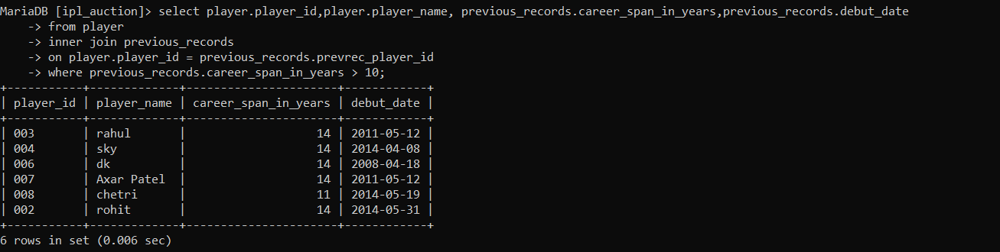 MariaDB [ipl_auction]> select player.player_id,player.player_name, previous_records.career_span_in_years,previous_records.debut_date
    -> from player
    -> inner join previous_records
    -> on player.player_id = previous_records.prevrec_player_id
    -> where previous_records.career_span_in_years > 10;
+-----------+-------------+----------------------+------------+
| player_id | player_name | career_span_in_years | debut_date |
+-----------+-------------+----------------------+------------+
| 003       | rahul       |                   14 | 2011-05-12 |
| 004       | sky         |                   14 | 2014-04-08 |
| 006       | dk          |                   14 | 2008-04-18 |
| 007       | Axar Patel  |                   14 | 2011-05-12 |
| 008       | chetri      |                   11 | 2014-05-19 |
| 002       | rohit       |                   14 | 2014-05-31 |
+-----------+-------------+----------------------+------------+
6 rows in set (0.006 sec)